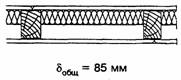 δобщ = 85 мм